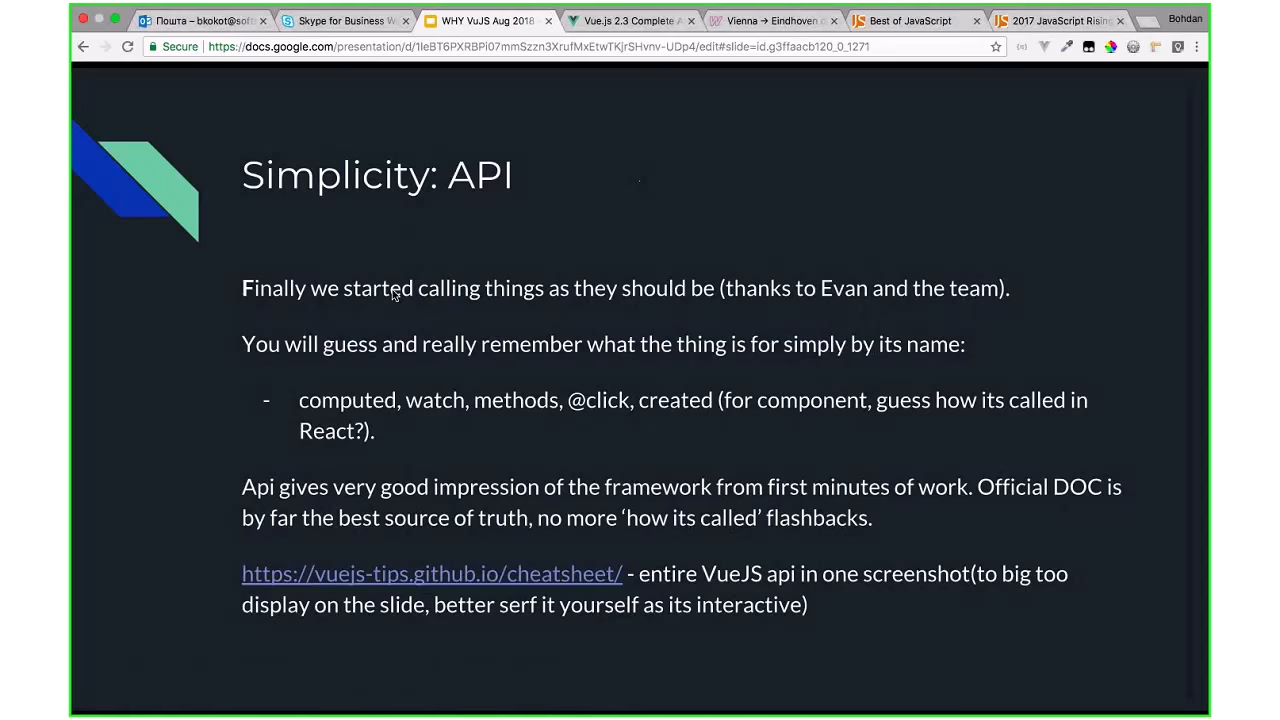 Пошта – bkokot@soft
Skype for Business W
WHY VuJS Aug 2018 -
Vue.js 2.3 Complete A
Vienna → Eindhoven c
Best of JavaScript
2017 JavaScript Rising
Bohdan
Secure
https://docs.google.com/presentation/d/1IeBT6PXRBPi07mmSzzn3XrufMxEtwTKjrSHvnv-UDp4/edit#slide=id.g3ffaacb120_0_1271
Simplicity: API
Finally we started calling things as they should be (thanks to Evan and the team).
You will guess and really remember what the thing is for simply by its name:
- computed, watch, methods, @click, created (for component, guess how its called in
React?).
Api gives very good impression of the framework from first minutes of work. Official DOC is
by far the best source of truth, no more ‘how its called’ flashbacks.
https://vuejs-tips.github.io/cheatsheet/ - entire VueJS api in one screenshot(to big too
display on the slide, better serf it yourself as its interactive)